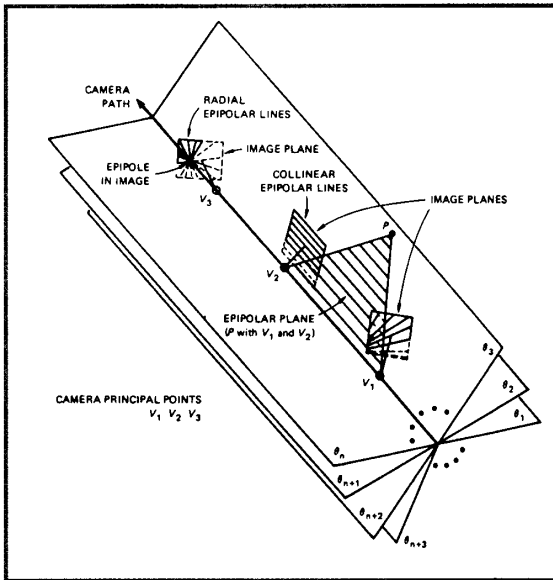 CAMERA
PATH
RADIAL
EPIPOLAR LINES
IMAGE PLANE
EPIPOLE
IN IMAGE
COLLINEAR
EPIPOLAR LINES
IMAGE PLANES
V3
P
V2
EPIPOLAR PLANE
(P with V1 and V2)
V1
θ3
θ2
θ1
CAMERA PRINCIPAL POINTS
V1 V2 V3
θn
θn+1
θn+2
θn+3